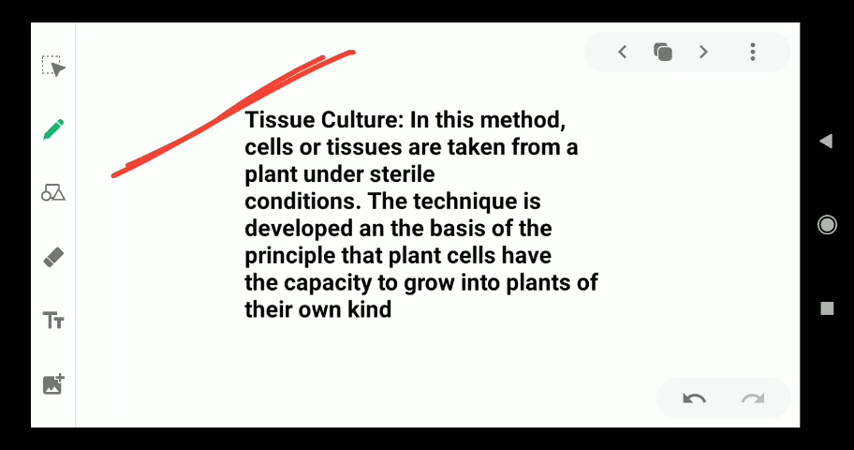 Tissue Culture: In this method,
cells or tissues are taken from a
plant under sterile
conditions. The technique is
developed an the basis of the
principle that plant cells have
the capacity to grow into plants of
their own kind